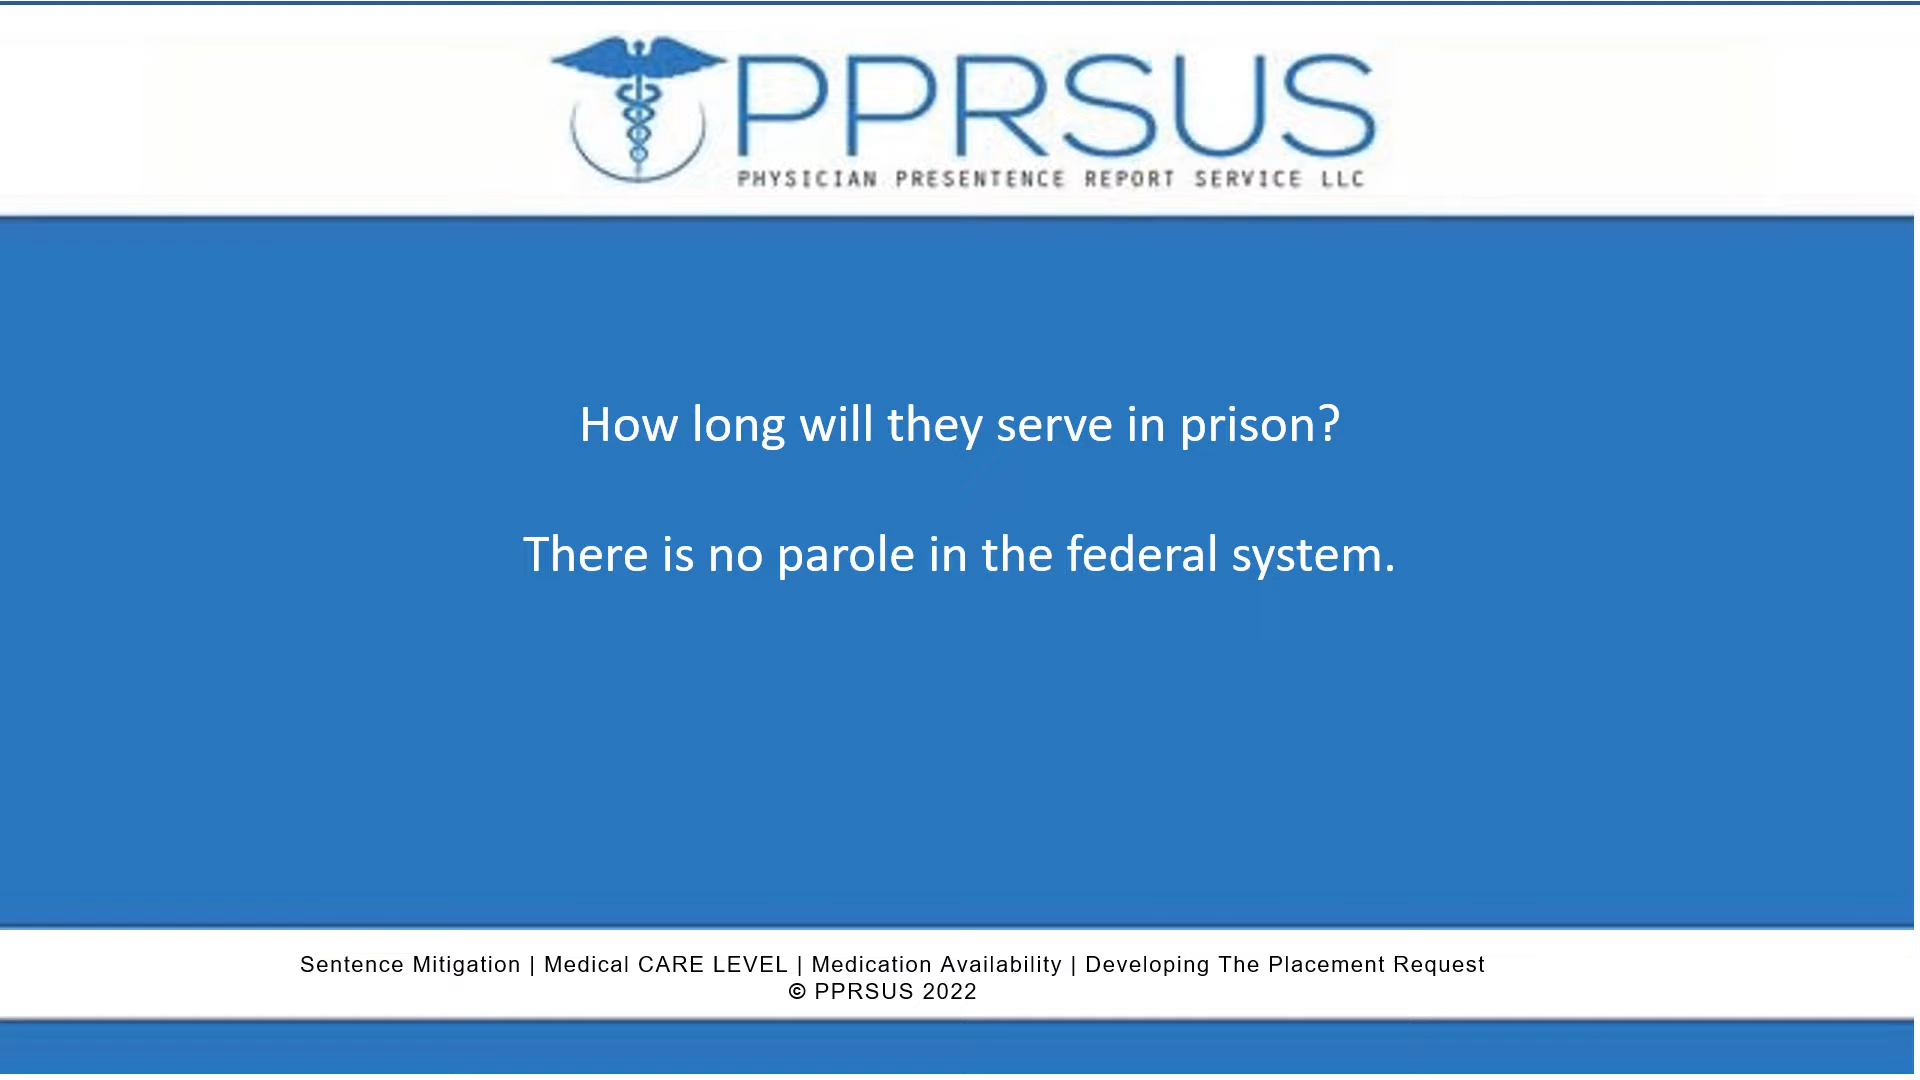 PPRSUS
PHYSICIAN PRESENTENCE REPORT SERVICE LLC
How long will they serve in prison?
There is no parole in the federal system.
Sentence Mitigation | Medical CARE LEVEL | Medication Availability | Developing The Placement Request
© PPRSUS 2022